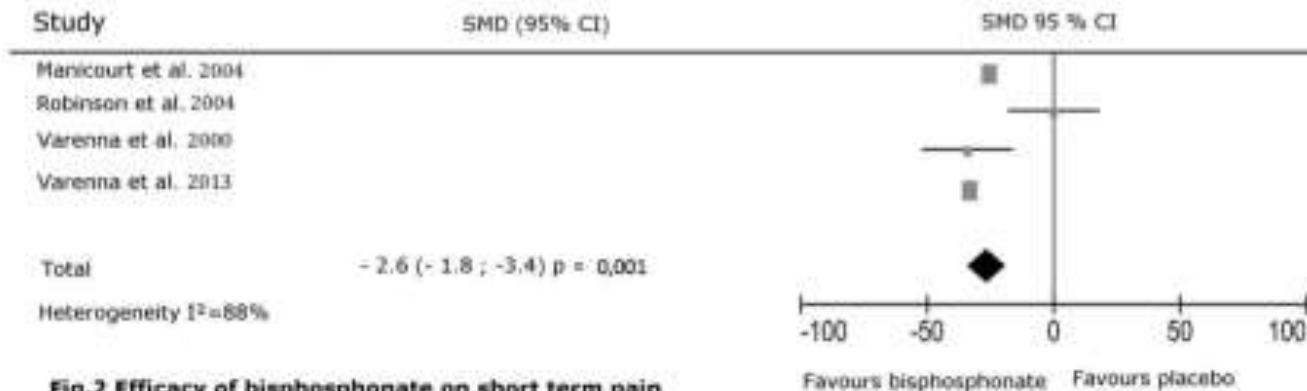 Study SMD (95% CI) SMD 95 % CI
Manicourt et al. 2004
Robinson et al. 2004
Varenna et al. 2000
Varenna et al. 2013
Total - 2.6 (- 1.8 ; -3.4) p = 0,001
Heterogeneity I²=88%
-100 -50 0 50 100
Favours bisphosphonate Favours placebo
Fig.2 Efficacy of bisphosphonate on short term pain